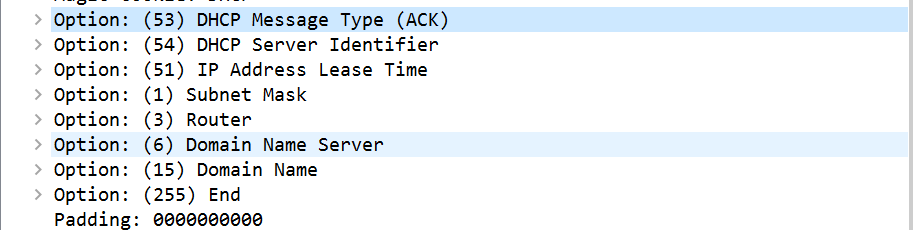 Option: (53) DHCP Message Type (ACK)
Option: (54) DHCP Server Identifier
Option: (51) IP Address Lease Time
Option: (1) Subnet Mask
Option: (3) Router
Option: (6) Domain Name Server
Option: (15) Domain Name
Option: (255) End
Padding: 0000000000